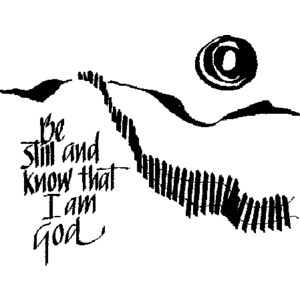 Be
Still and
know that
I am
God